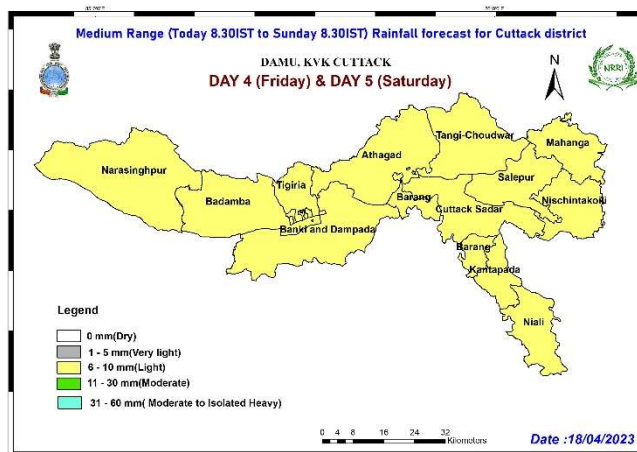 Medium Range (Today 8.30IST to Sunday 8.30IST) Rainfall forecast for Cuttack district
DAMU, KVK CUTTACK
DAY 4 (Friday) & DAY 5 (Saturday)
N
NRRI
Tangi-Choudwar
Mahanga
Athagad
Narasinghpur
Salepur
Tigiria
Badamba
Barang
Nischintakoili
Cuttack Sadar
Banki and Dampada
Barang
Kantapada
Niali
Legend
0 mm(Dry)
1 - 5 mm(Very light)
6 - 10 mm(Light)
11 - 30 mm(Moderate)
31 - 60 mm( Moderate to Isolated Heavy)
0 4 8 16 24 32
Kilometers
Date :18/04/2023